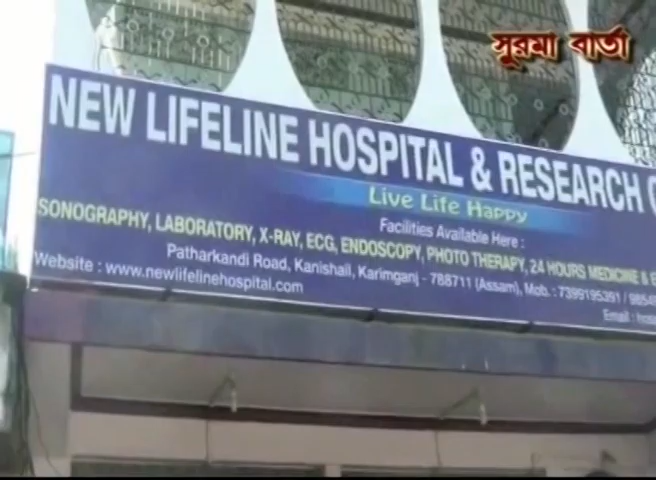 সুরমা বার্তা
NEW LIFELINE HOSPITAL & RESEARCH
Live Life Happy
Facilities Available Here :
SONOGRAPHY, LABORATORY, X-RAY, ECG, ENDOSCOPY, PHOTO THERAPY, 24 HOURS MEDICINE &
Patharkandi Road, Kanishail, Karimganj - 788711 (Assam), Mob. : 7399195391 /
Website : www.newlifelinehospital.com
Email :